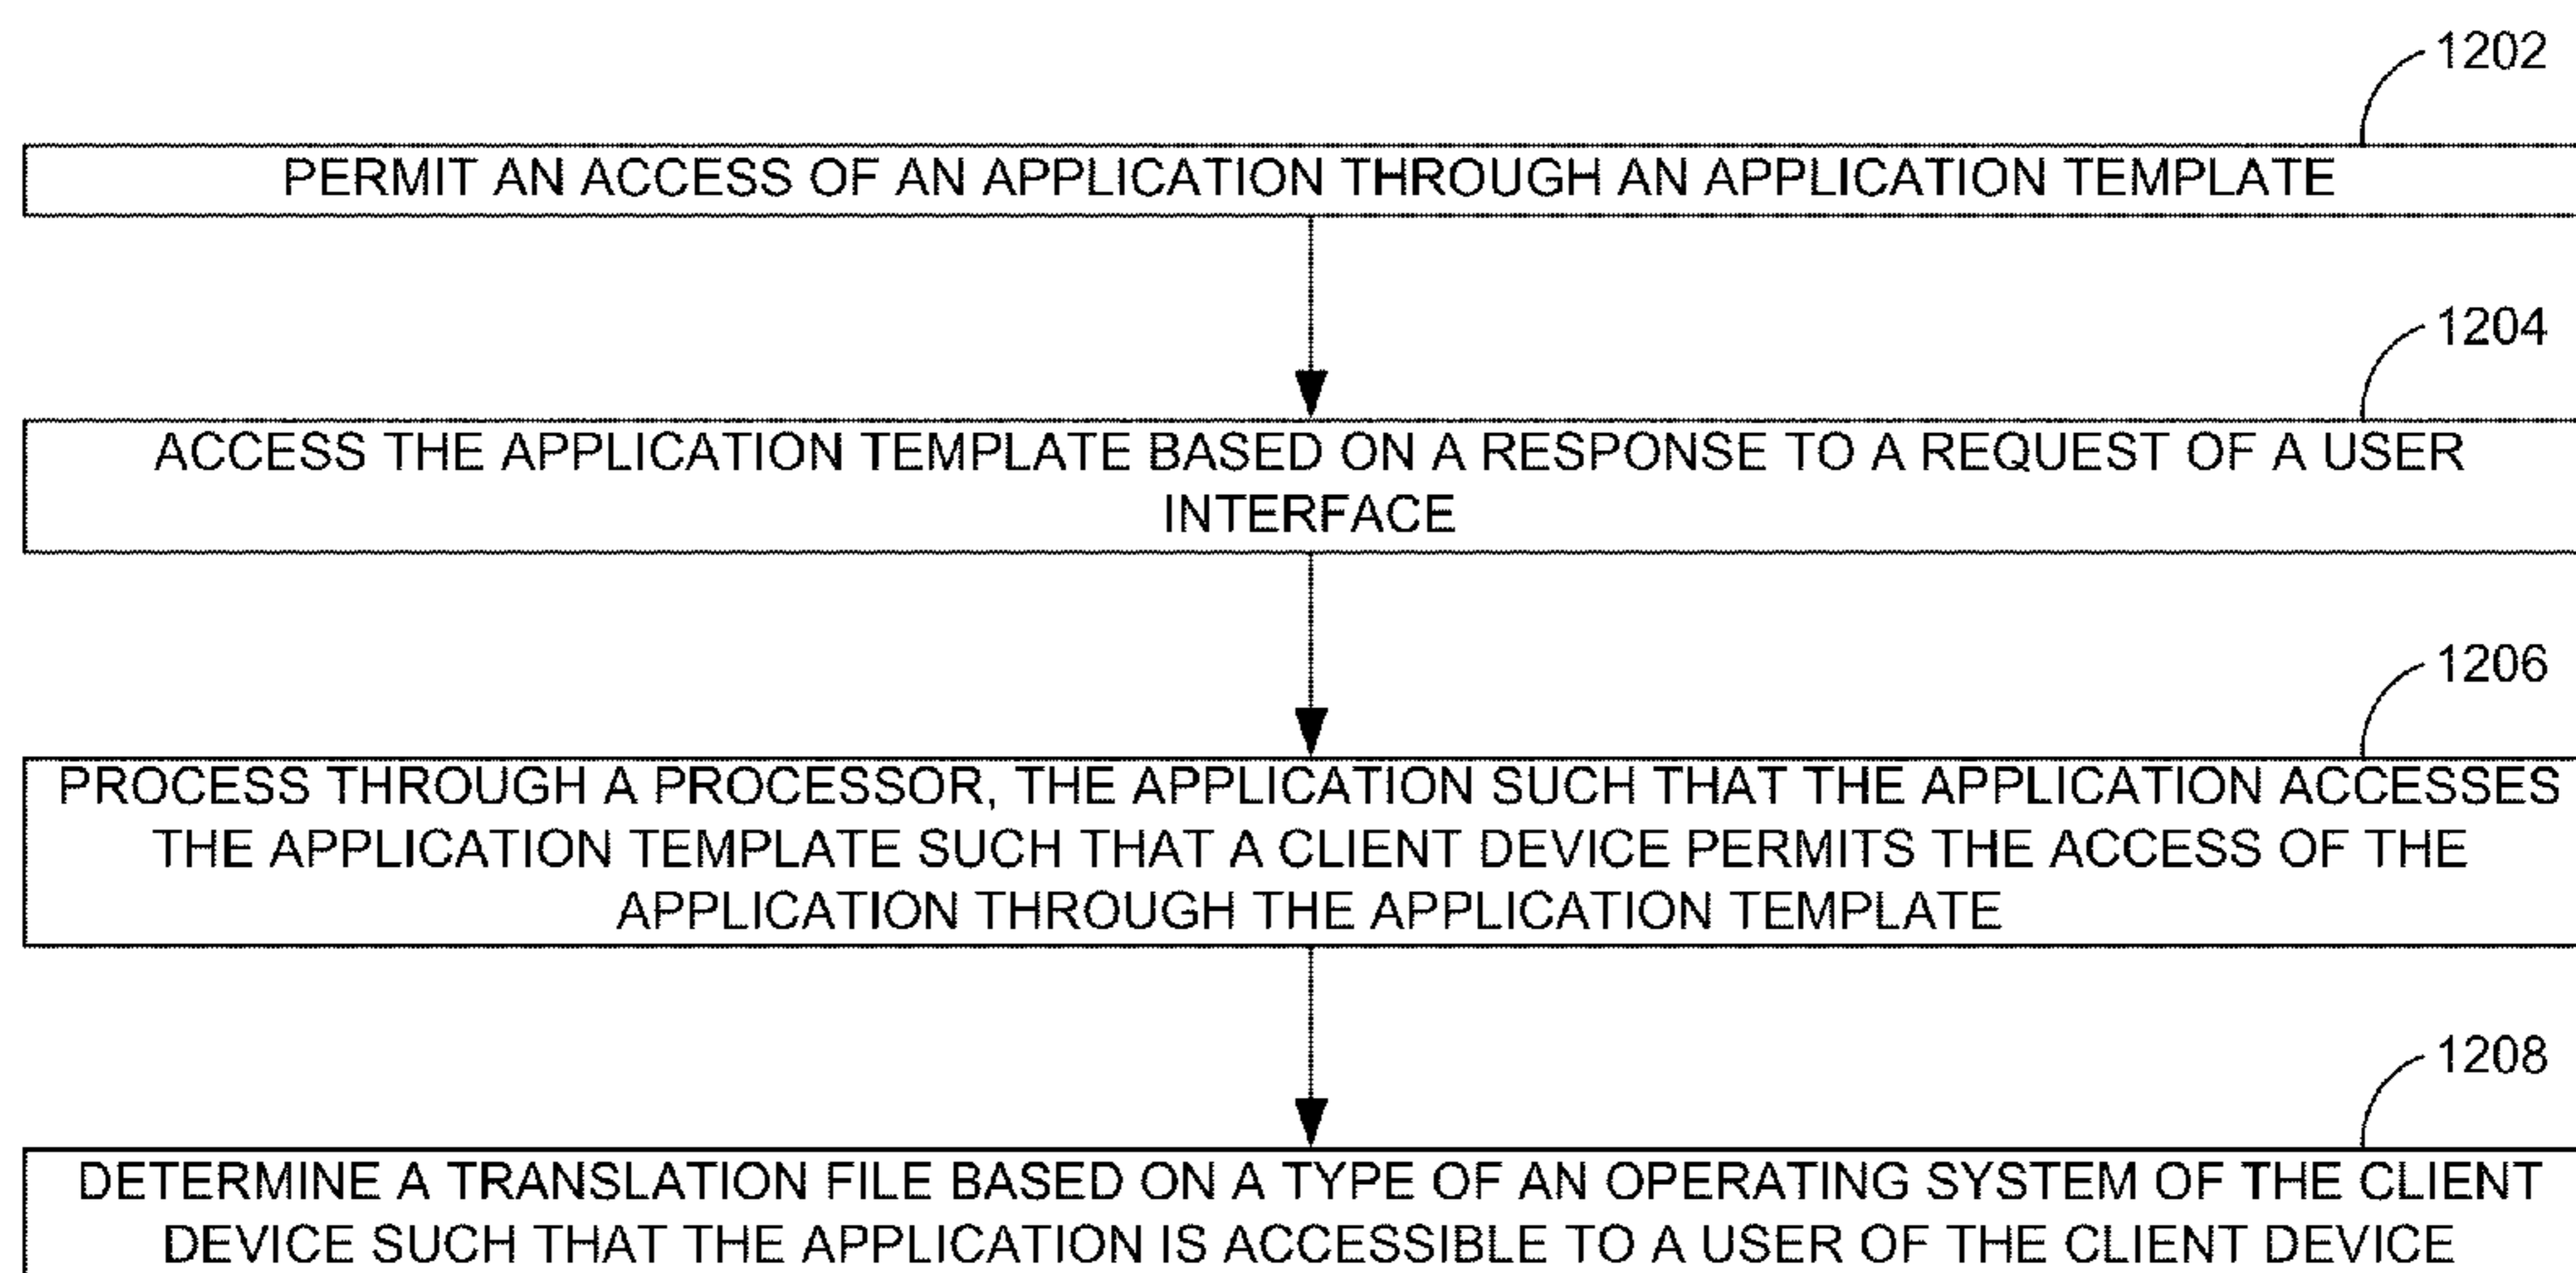 1202
PERMIT AN ACCESS OF AN APPLICATION THROUGH AN APPLICATION TEMPLATE
1204
ACCESS THE APPLICATION TEMPLATE BASED ON A RESPONSE TO A REQUEST OF A USER
INTERFACE
1206
PROCESS THROUGH A PROCESSOR, THE APPLICATION SUCH THAT THE APPLICATION ACCESSES
THE APPLICATION TEMPLATE SUCH THAT A CLIENT DEVICE PERMITS THE ACCESS OF THE
APPLICATION THROUGH THE APPLICATION TEMPLATE
1208
DETERMINE A TRANSLATION FILE BASED ON A TYPE OF AN OPERATING SYSTEM OF THE CLIENT
DEVICE SUCH THAT THE APPLICATION IS ACCESSIBLE TO A USER OF THE CLIENT DEVICE